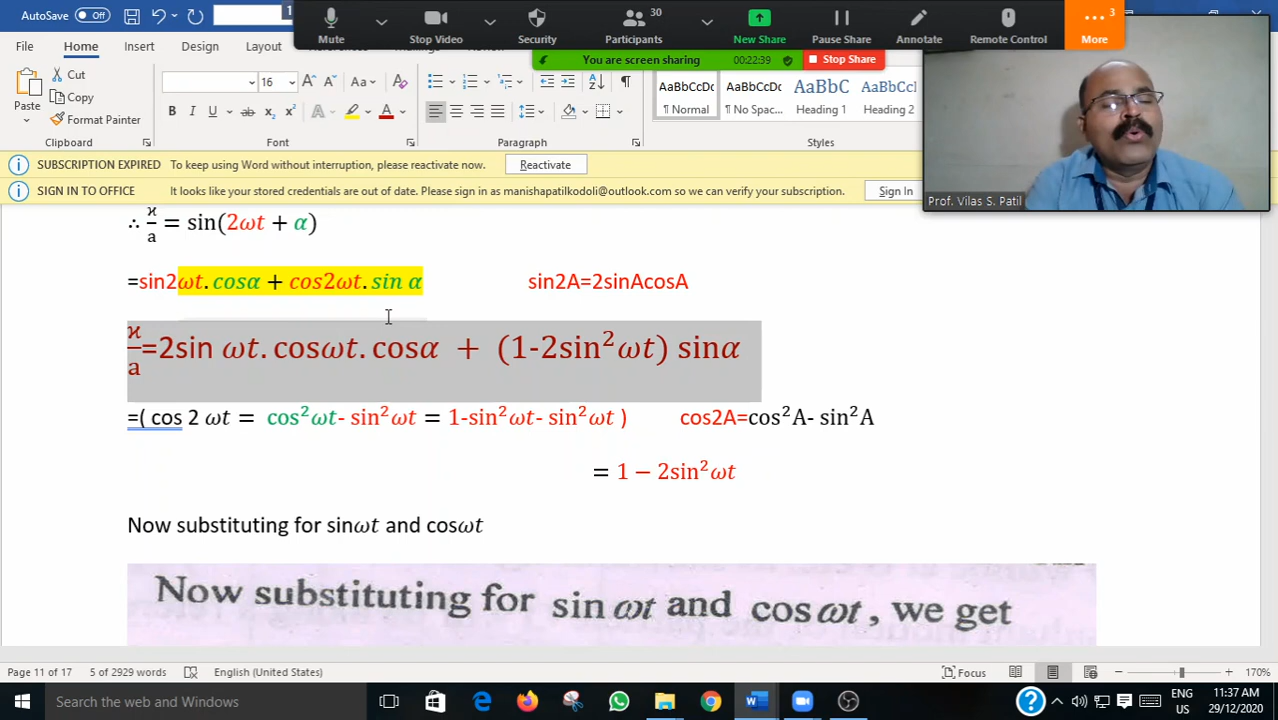 AutoSave Off
Mute
Stop Video
Security
30
Participants
New Share
Pause Share
Annotate
Remote Control
3
More
You are screen sharing
00:22:39
Stop Share
File
Home
Insert
Design
Layout
Paste
Cut
Copy
Format Painter
16
Clipboard
Font
Paragraph
Styles
AaBbCcDc
¶ Normal
AaBbCcDc
¶ No Spac...
AaBbC
Heading 1
AaBbCcl
Heading 2
Prof. Vilas S. Patil
SUBSCRIPTION EXPIRED To keep using Word without interruption, please reactivate now. Reactivate
SIGN IN TO OFFICE It looks like your stored credentials are out of date. Please sign in as manishapatilkodoli@outlook.com so we can verify your subscription. Sign In
∴ ϰ/a = sin(2ωt + α)
=sin2ωt. cosα + cos2ωt. sin α sin2A=2sinAcosA
ϰ/a=2sin ωt. cosωt. cosα + (1-2sin²ωt) sinα
=( cos 2 ωt = cos²ωt- sin²ωt = 1-sin²ωt- sin²ωt ) cos2A=cos²A- sin²A
= 1 − 2sin²ωt
Now substituting for sinωt and cosωt
Now substituting for sin ωt and cos ωt, we get
Page 11 of 17 5 of 2929 words English (United States) Focus 170%
Search the web and Windows
ENG
US
11:37 AM
29/12/2020